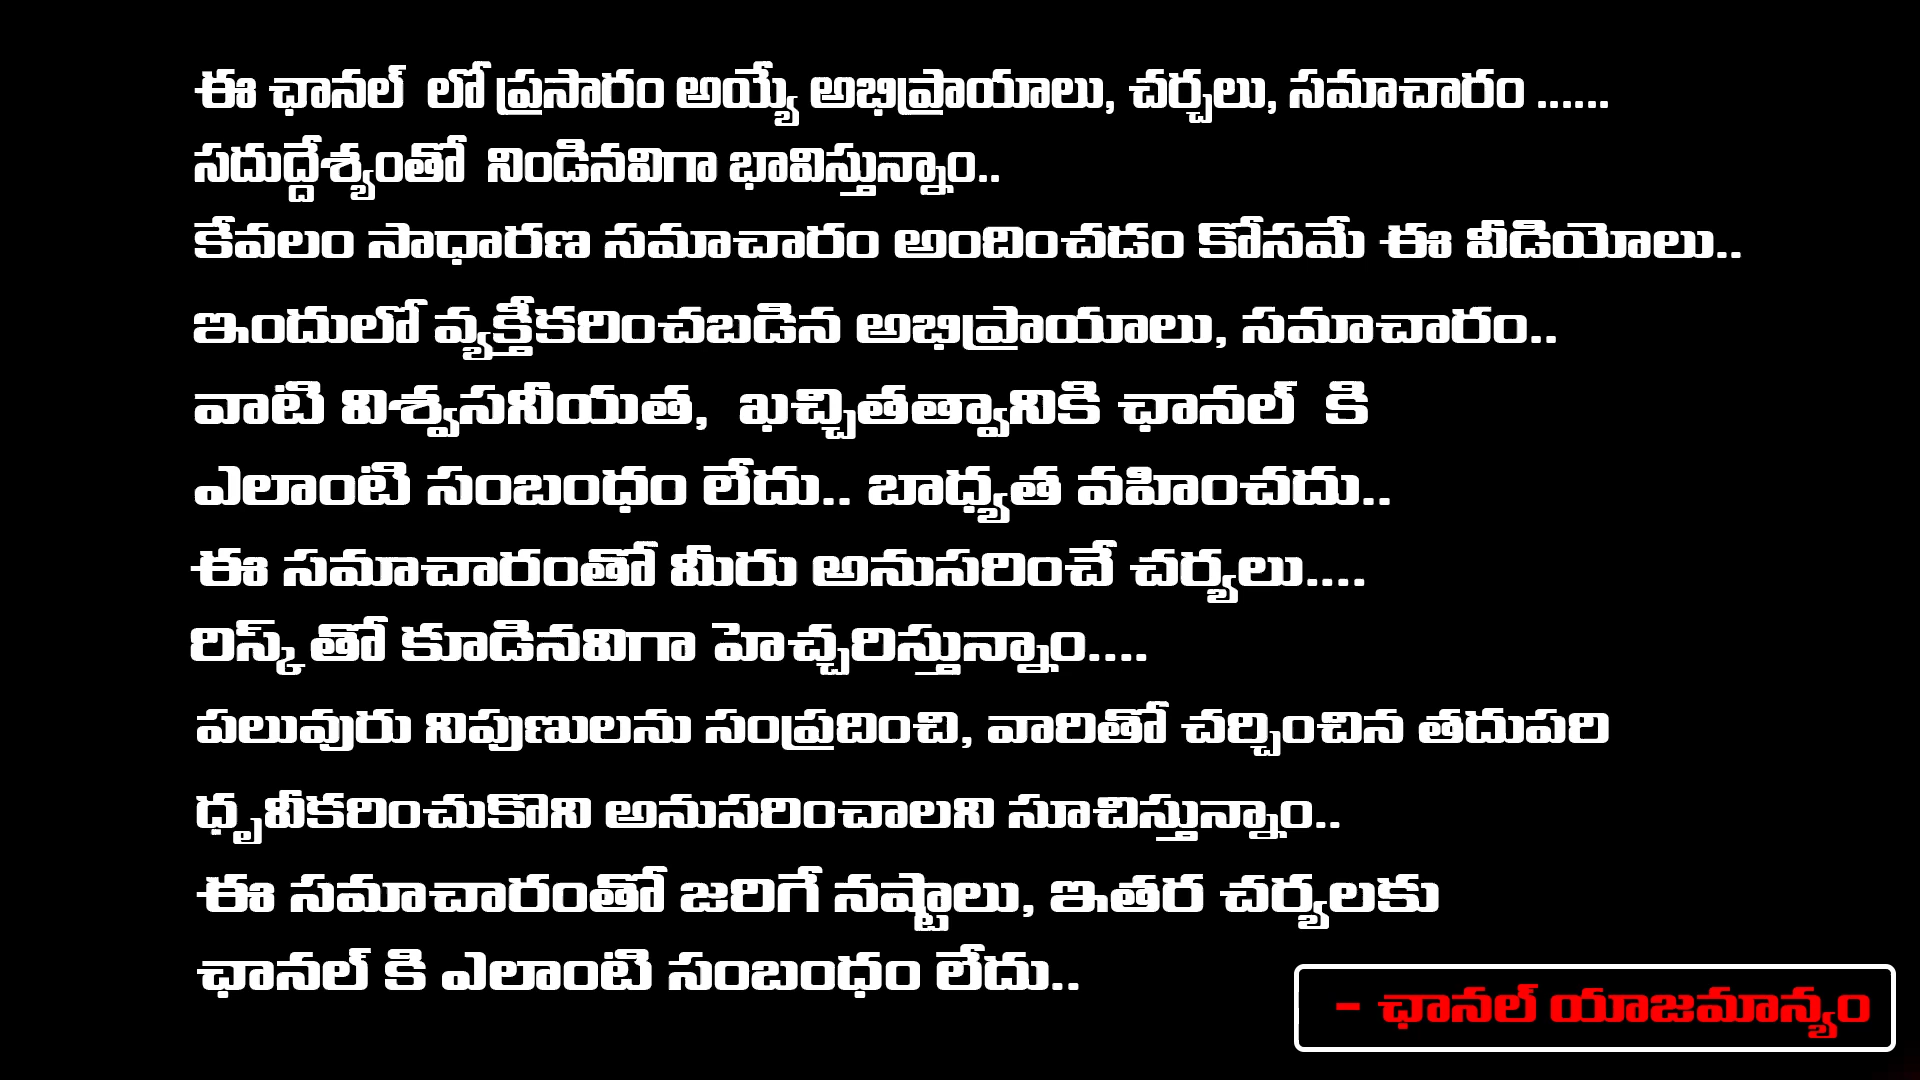 ఈ ఛానల్ లో ప్రసారం అయ్యే అభిప్రాయాలు, చర్చలు, సమాచారం ......
సదుద్దేశ్యంతో నిండినవిగా భావిస్తున్నాం..
కేవలం సాధారణ సమాచారం అందించడం కోసమే ఈ వీడియోలు..
ఇందులో వ్యక్తీకరించబడిన అభిప్రాయాలు, సమాచారం..
వాటి విశ్వసనీయత, ఖచ్చితత్వానికి ఛానల్ కి
ఎలాంటి సంబంధం లేదు.. బాధ్యత వహించదు..
ఈ సమాచారంతో మీరు అనుసరించే చర్యలు....
రిస్క్ తో కూడినవిగా హెచ్చరిస్తున్నాం....
పలువురు నిపుణులను సంప్రదించి, వారితో చర్చించిన తదుపరి
ధృవీకరించుకొని అనుసరించాలని సూచిస్తున్నాం..
ఈ సమాచారంతో జరిగే నష్టాలు, ఇతర చర్యలకు
ఛానల్ కి ఎలాంటి సంబంధం లేదు..
- ఛానల్ యాజమాన్యం